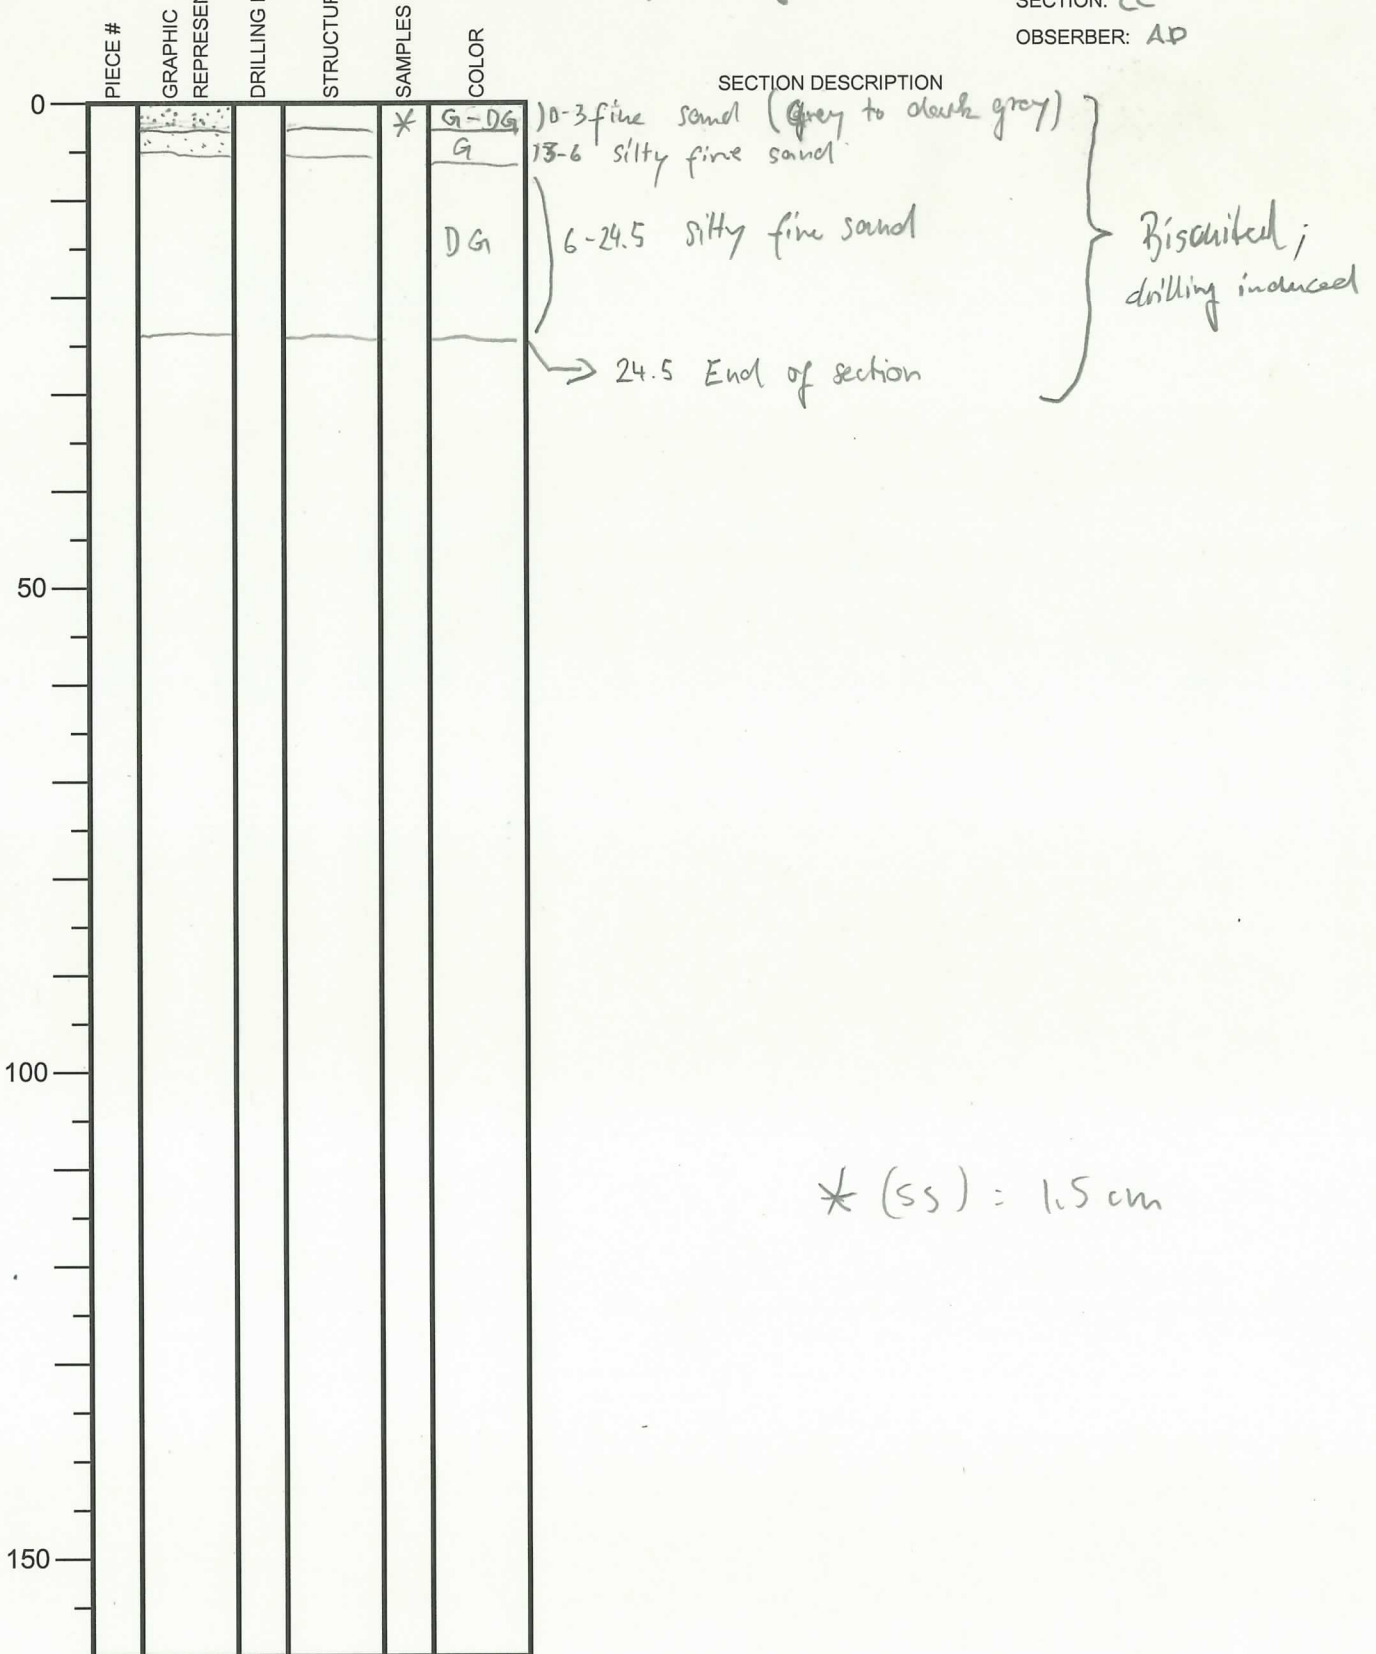 SECTION: CC
OBSERBER: AD
PIECE #
GRAPHIC
REPRESEN
DRILLING
STRUCTUR
SAMPLES
COLOR
SECTION DESCRIPTION
0
* G-DG 0-3 fine sand (Grey to dark grey)
G 3-6 silty fine sand
DG 6-24.5 silty fine sand
Biscuited;
drilling induced
24.5 End of section
50
100
* (SS) : 1.5 cm
150